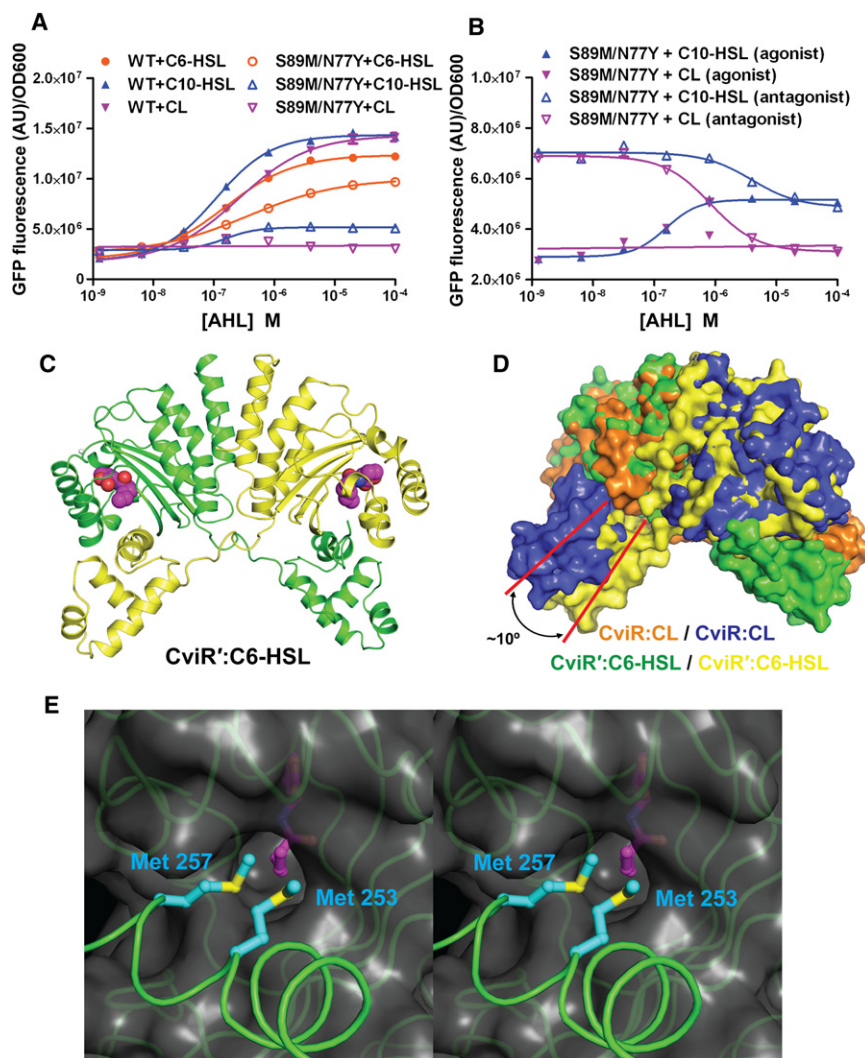 A
WT+C6-HSL
WT+C10-HSL
WT+CL
S89M/N77Y+C6-HSL
S89M/N77Y+C10-HSL
S89M/N77Y+CL
GFP fluorescence (AU)/OD600
2.0×10⁷
1.5×10⁷
1.0×10⁷
5.0×10⁶
0
10⁻⁹ 10⁻⁸ 10⁻⁷ 10⁻⁶ 10⁻⁵ 10⁻⁴
[AHL] M
B
S89M/N77Y + C10-HSL (agonist)
S89M/N77Y + CL (agonist)
S89M/N77Y + C10-HSL (antagonist)
S89M/N77Y + CL (antagonist)
GFP fluorescence (AU)/OD600
1.0×10⁷
8.0×10⁶
6.0×10⁶
4.0×10⁶
2.0×10⁶
10⁻⁹ 10⁻⁸ 10⁻⁷ 10⁻⁶ 10⁻⁵ 10⁻⁴
[AHL] M
C
CviR′:C6-HSL
D
~10º
CviR:CL / CviR:CL
CviR′:C6-HSL / CviR′:C6-HSL
E
Met 257
Met 253
Met 257
Met 253